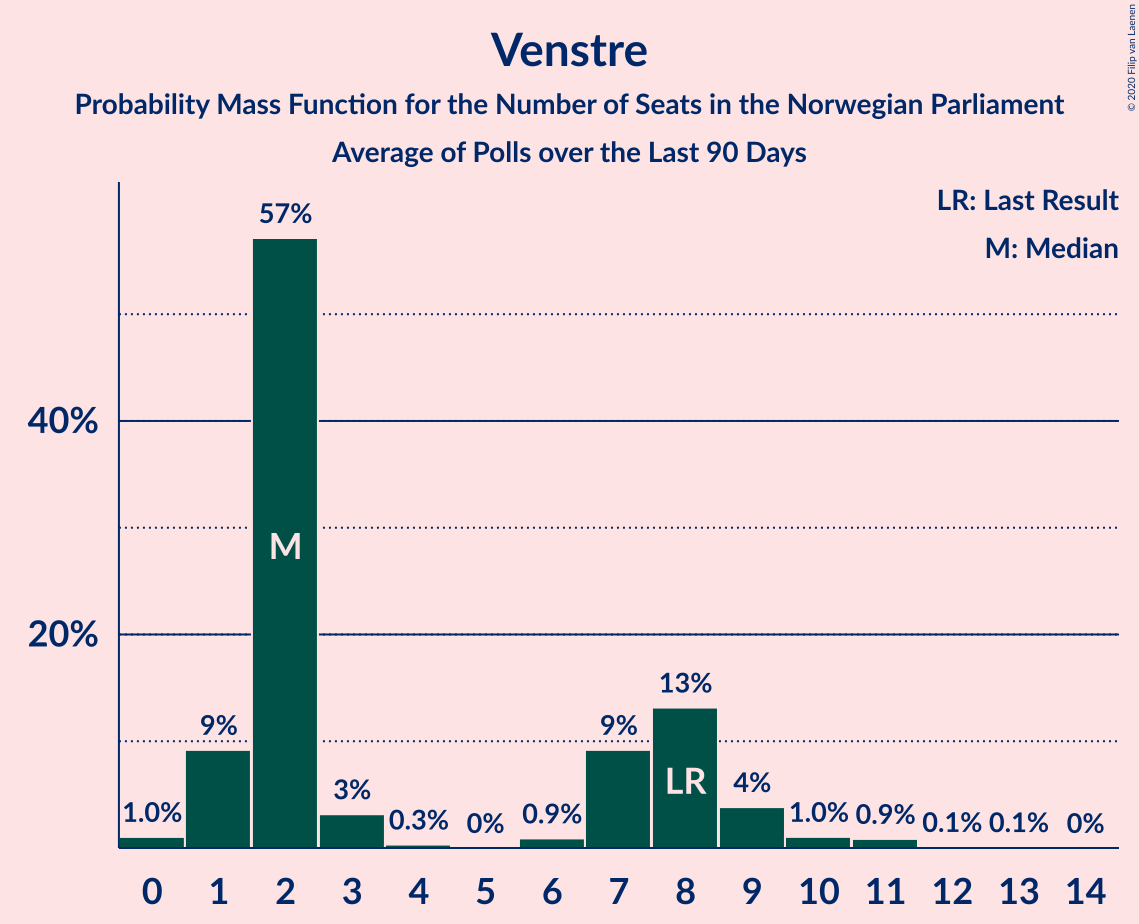 © 2020 Filip van Laenen
Venstre
Probability Mass Function for the Number of Seats in the Norwegian Parliament
Average of Polls over the Last 90 Days
LR: Last Result
M: Median
57%
40%
M
20%
13%
9%
9%
LR
4%
3%
1.0%
0.3%
0%
0.9%
1.0%
0.9%
0.1%
0.1%
0%
0 1 2 3 4 5 6 7 8 9 10 11 12 13 14